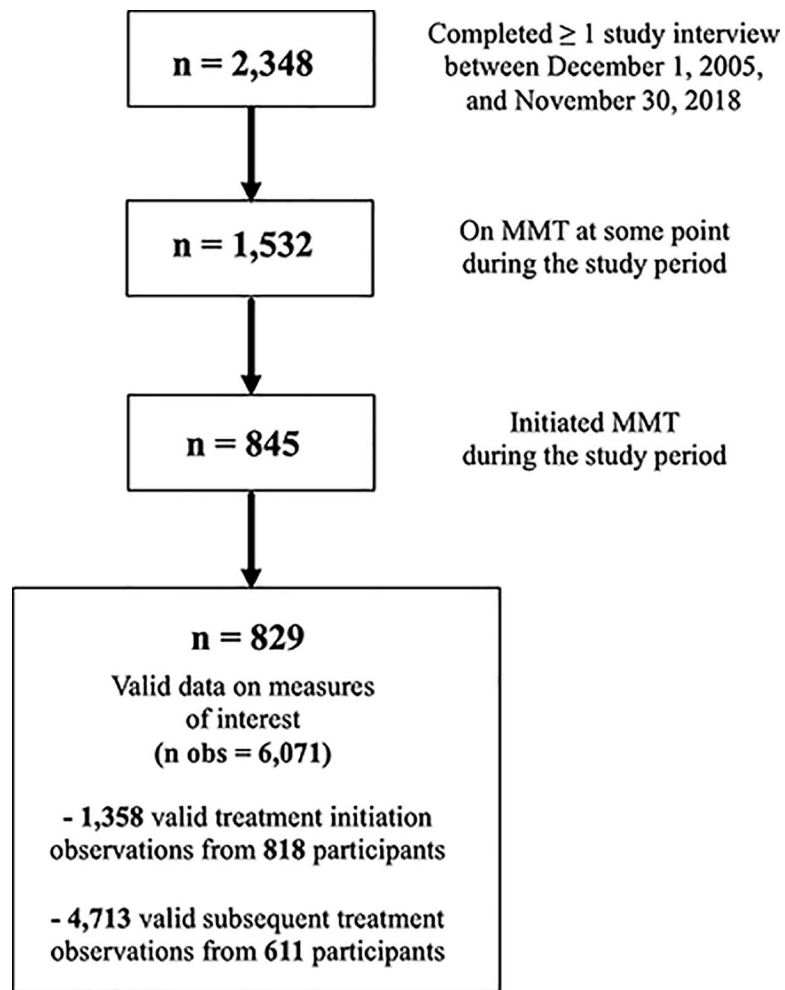 n = 2,348
Completed ≥ 1 study interview
between December 1, 2005,
and November 30, 2018
n = 1,532
On MMT at some point
during the study period
n = 845
Initiated MMT
during the study period
n = 829
Valid data on measures
of interest
(n obs = 6,071)
- 1,358 valid treatment initiation
observations from 818 participants
- 4,713 valid subsequent treatment
observations from 611 participants